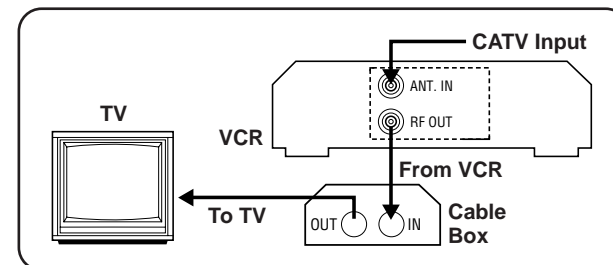 CATV Input
ANT. IN
TV
RF OUT
VCR
From VCR
To TV
OUT
IN
Cable
Box